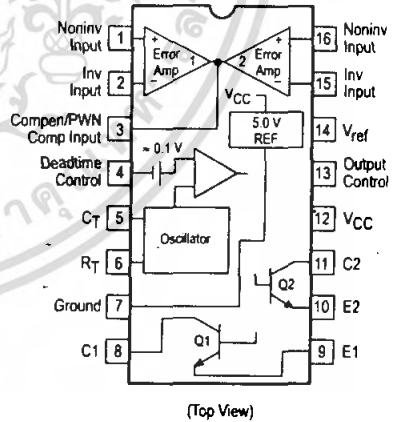 Noninv
Input
1
+
Error
Amp
1
2
Error
Amp
+
16
Noninv
Input
Inv
Input
2
−
−
15
Inv
Input
VCC
Compen/PWN
Comp Input
3
5.0 V
REF
14
Vref
≈ 0.1 V
Deadtime
Control
4
13
Output
Control
CT
5
Oscillator
12
VCC
RT
6
11
C2
Q2
Ground
7
10
E2
C1
8
Q1
9
E1
(Top View)